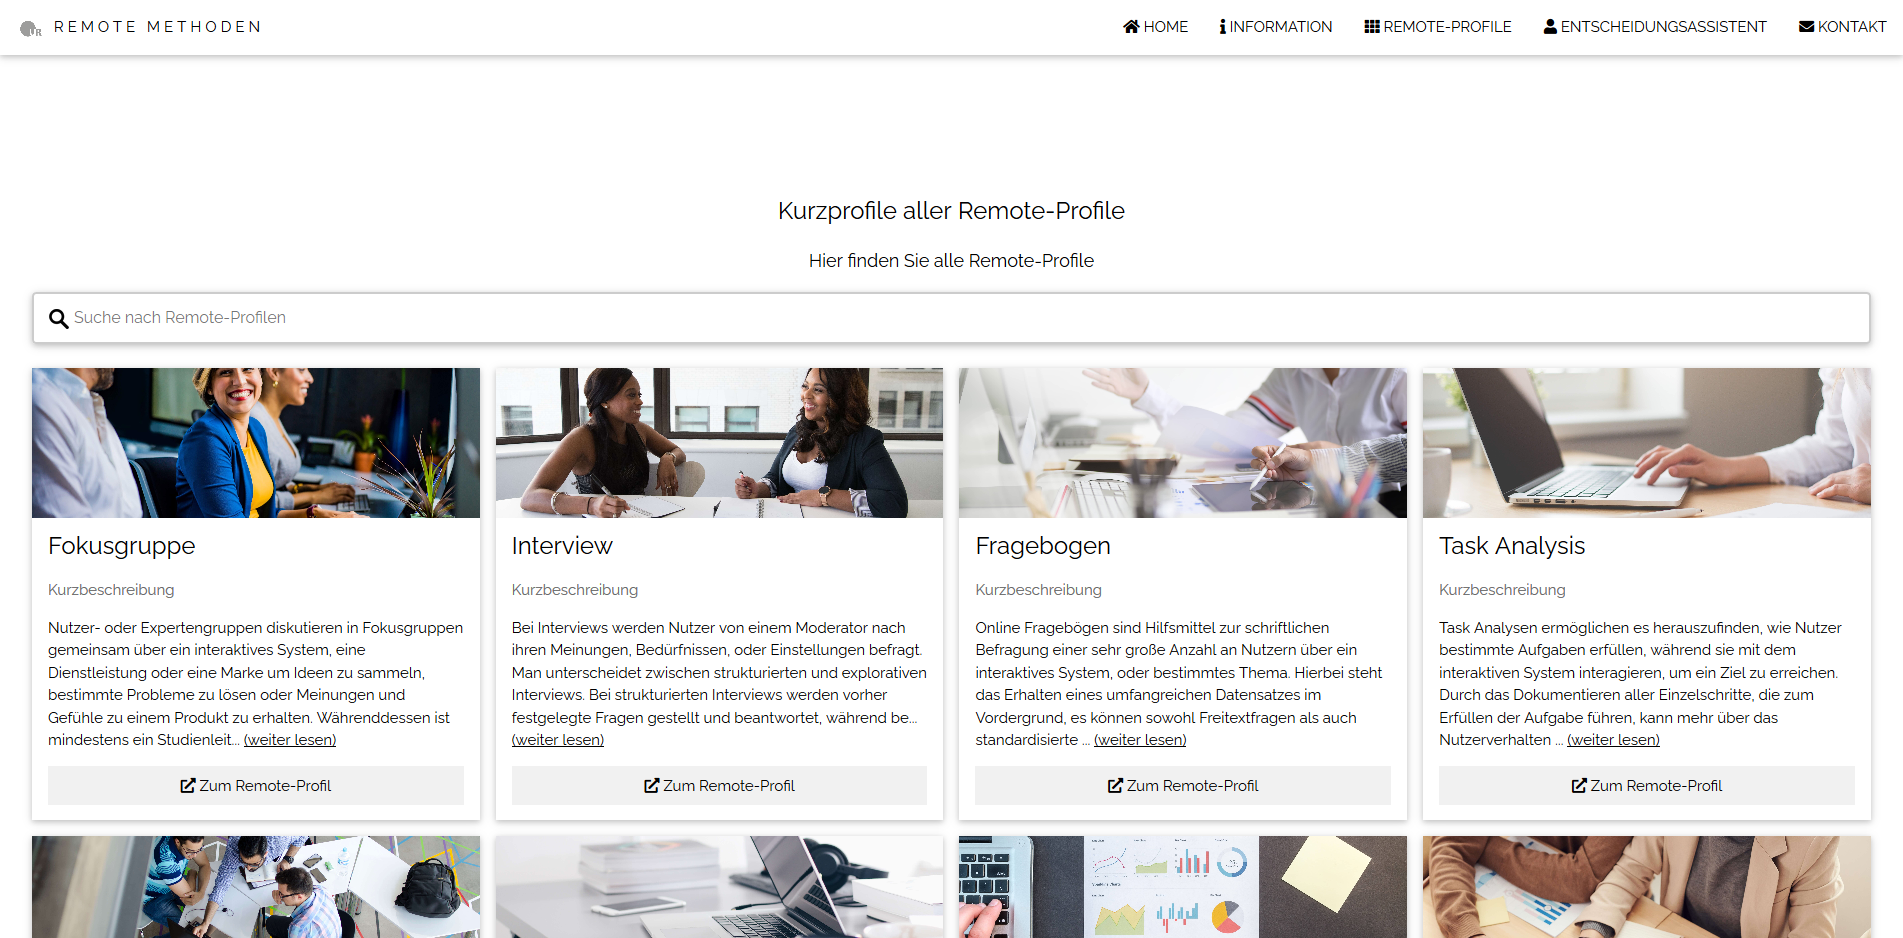 REMOTE METHODEN
HOME
INFORMATION
REMOTE-PROFILE
ENTSCHEIDUNGSASSISTENT
KONTAKT
Kurzprofile aller Remote-Profile
Hier finden Sie alle Remote-Profile
Suche nach Remote-Profilen
Fokusgruppe
Kurzbeschreibung
Nutzer- oder Expertengruppen diskutieren in Fokusgruppen
gemeinsam über ein interaktives System, eine
Dienstleistung oder eine Marke um Ideen zu sammeln,
bestimmte Probleme zu lösen oder Meinungen und
Gefühle zu einem Produkt zu erhalten. Währenddessen ist
mindestens ein Studienleit... (weiter lesen)
Zum Remote-Profil
Interview
Kurzbeschreibung
Bei Interviews werden Nutzer von einem Moderator nach
ihren Meinungen, Bedürfnissen, oder Einstellungen befragt.
Man unterscheidet zwischen strukturierten und explorativen
Interviews. Bei strukturierten Interviews werden vorher
festgelegte Fragen gestellt und beantwortet, während be...
(weiter lesen)
Zum Remote-Profil
Fragebogen
Kurzbeschreibung
Online Fragebögen sind Hilfsmittel zur schriftlichen
Befragung einer sehr große Anzahl an Nutzern über ein
interaktives System, oder bestimmtes Thema. Hierbei steht
das Erhalten eines umfangreichen Datensatzes im
Vordergrund, es können sowohl Freitextfragen als auch
standardisierte ... (weiter lesen)
Zum Remote-Profil
Task Analysis
Kurzbeschreibung
Task Analysen ermöglichen es herauszufinden, wie Nutzer
bestimmte Aufgaben erfüllen, während sie mit dem
interaktiven System interagieren, um ein Ziel zu erreichen.
Durch das Dokumentieren aller Einzelschritte, die zum
Erfüllen der Aufgabe führen, kann mehr über das
Nutzerverhalten ... (weiter lesen)
Zum Remote-Profil